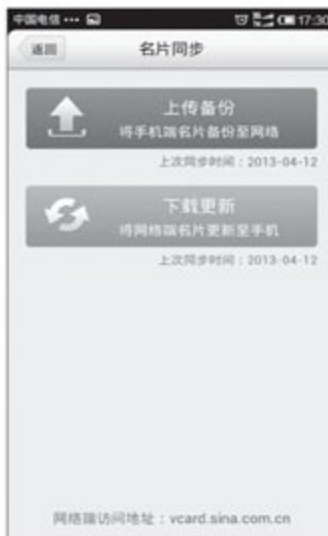 中国电信 ••• 17:30
返回 名片同步
上传备份
将手机端名片备份至网络
上次同步时间：2013-04-12
下载更新
将网络端名片更新至手机
上次同步时间：2013-04-12
网络端访问地址：vcard.sina.com.cn